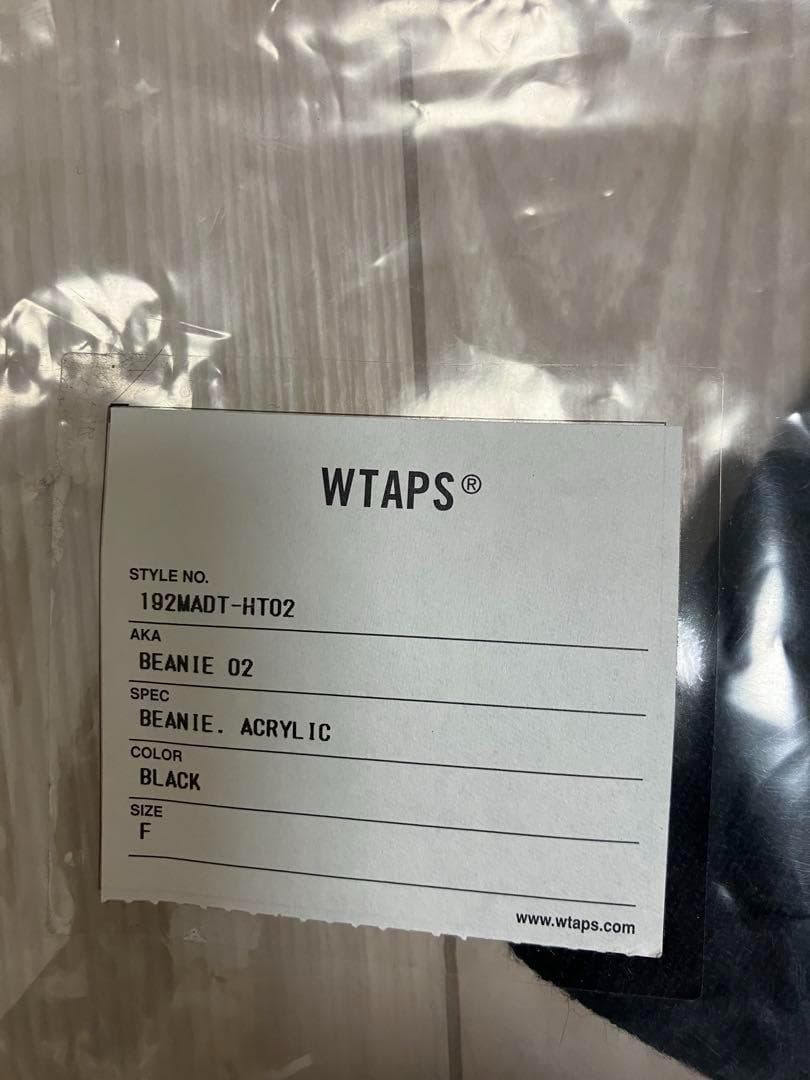 WTAPS®
STYLE NO.
192MADT-HT02
AKA
BEANIE 02
SPEC
BEANIE. ACRYLIC
COLOR
BLACK
SIZE
F
www.wtaps.com